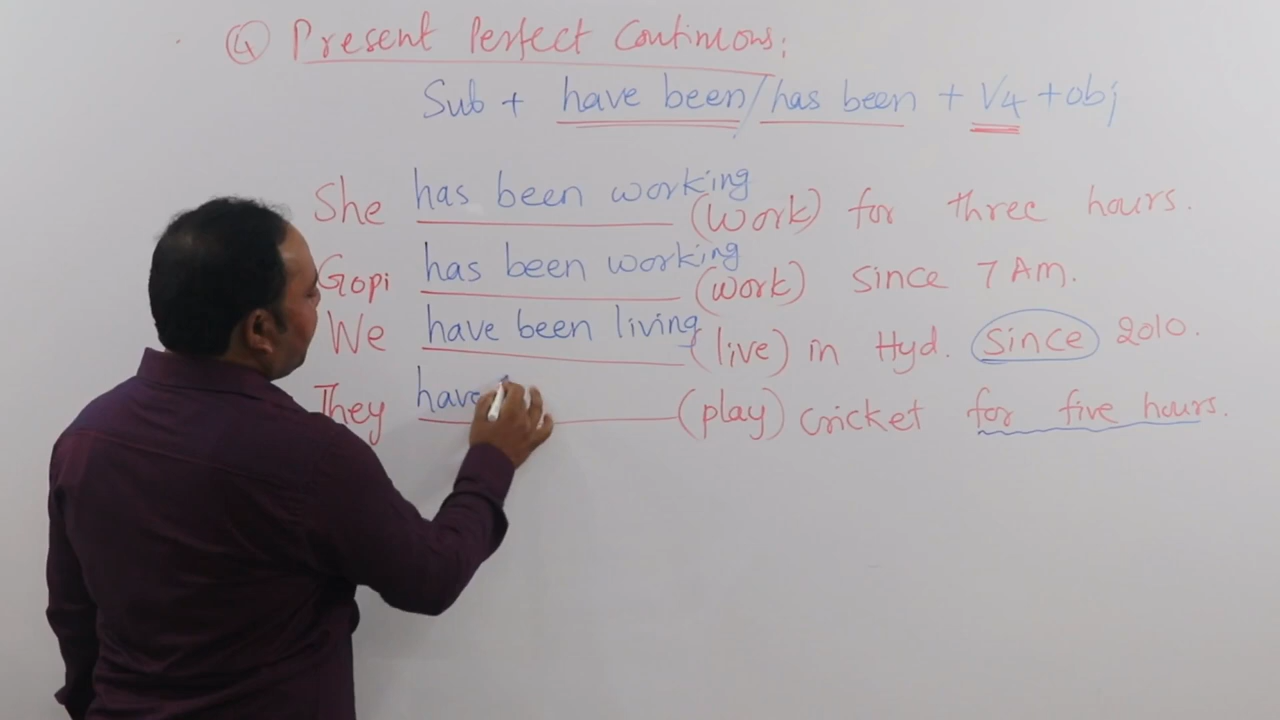 ④ Present Perfect Continuous:
Sub + have been/has been + V4 + obj
She has been working (work) for three hours.
Gopi has been working (work) since 7 Am.
We have been living (live) in Hyd. since 2010.
They have (play) cricket for five hours.